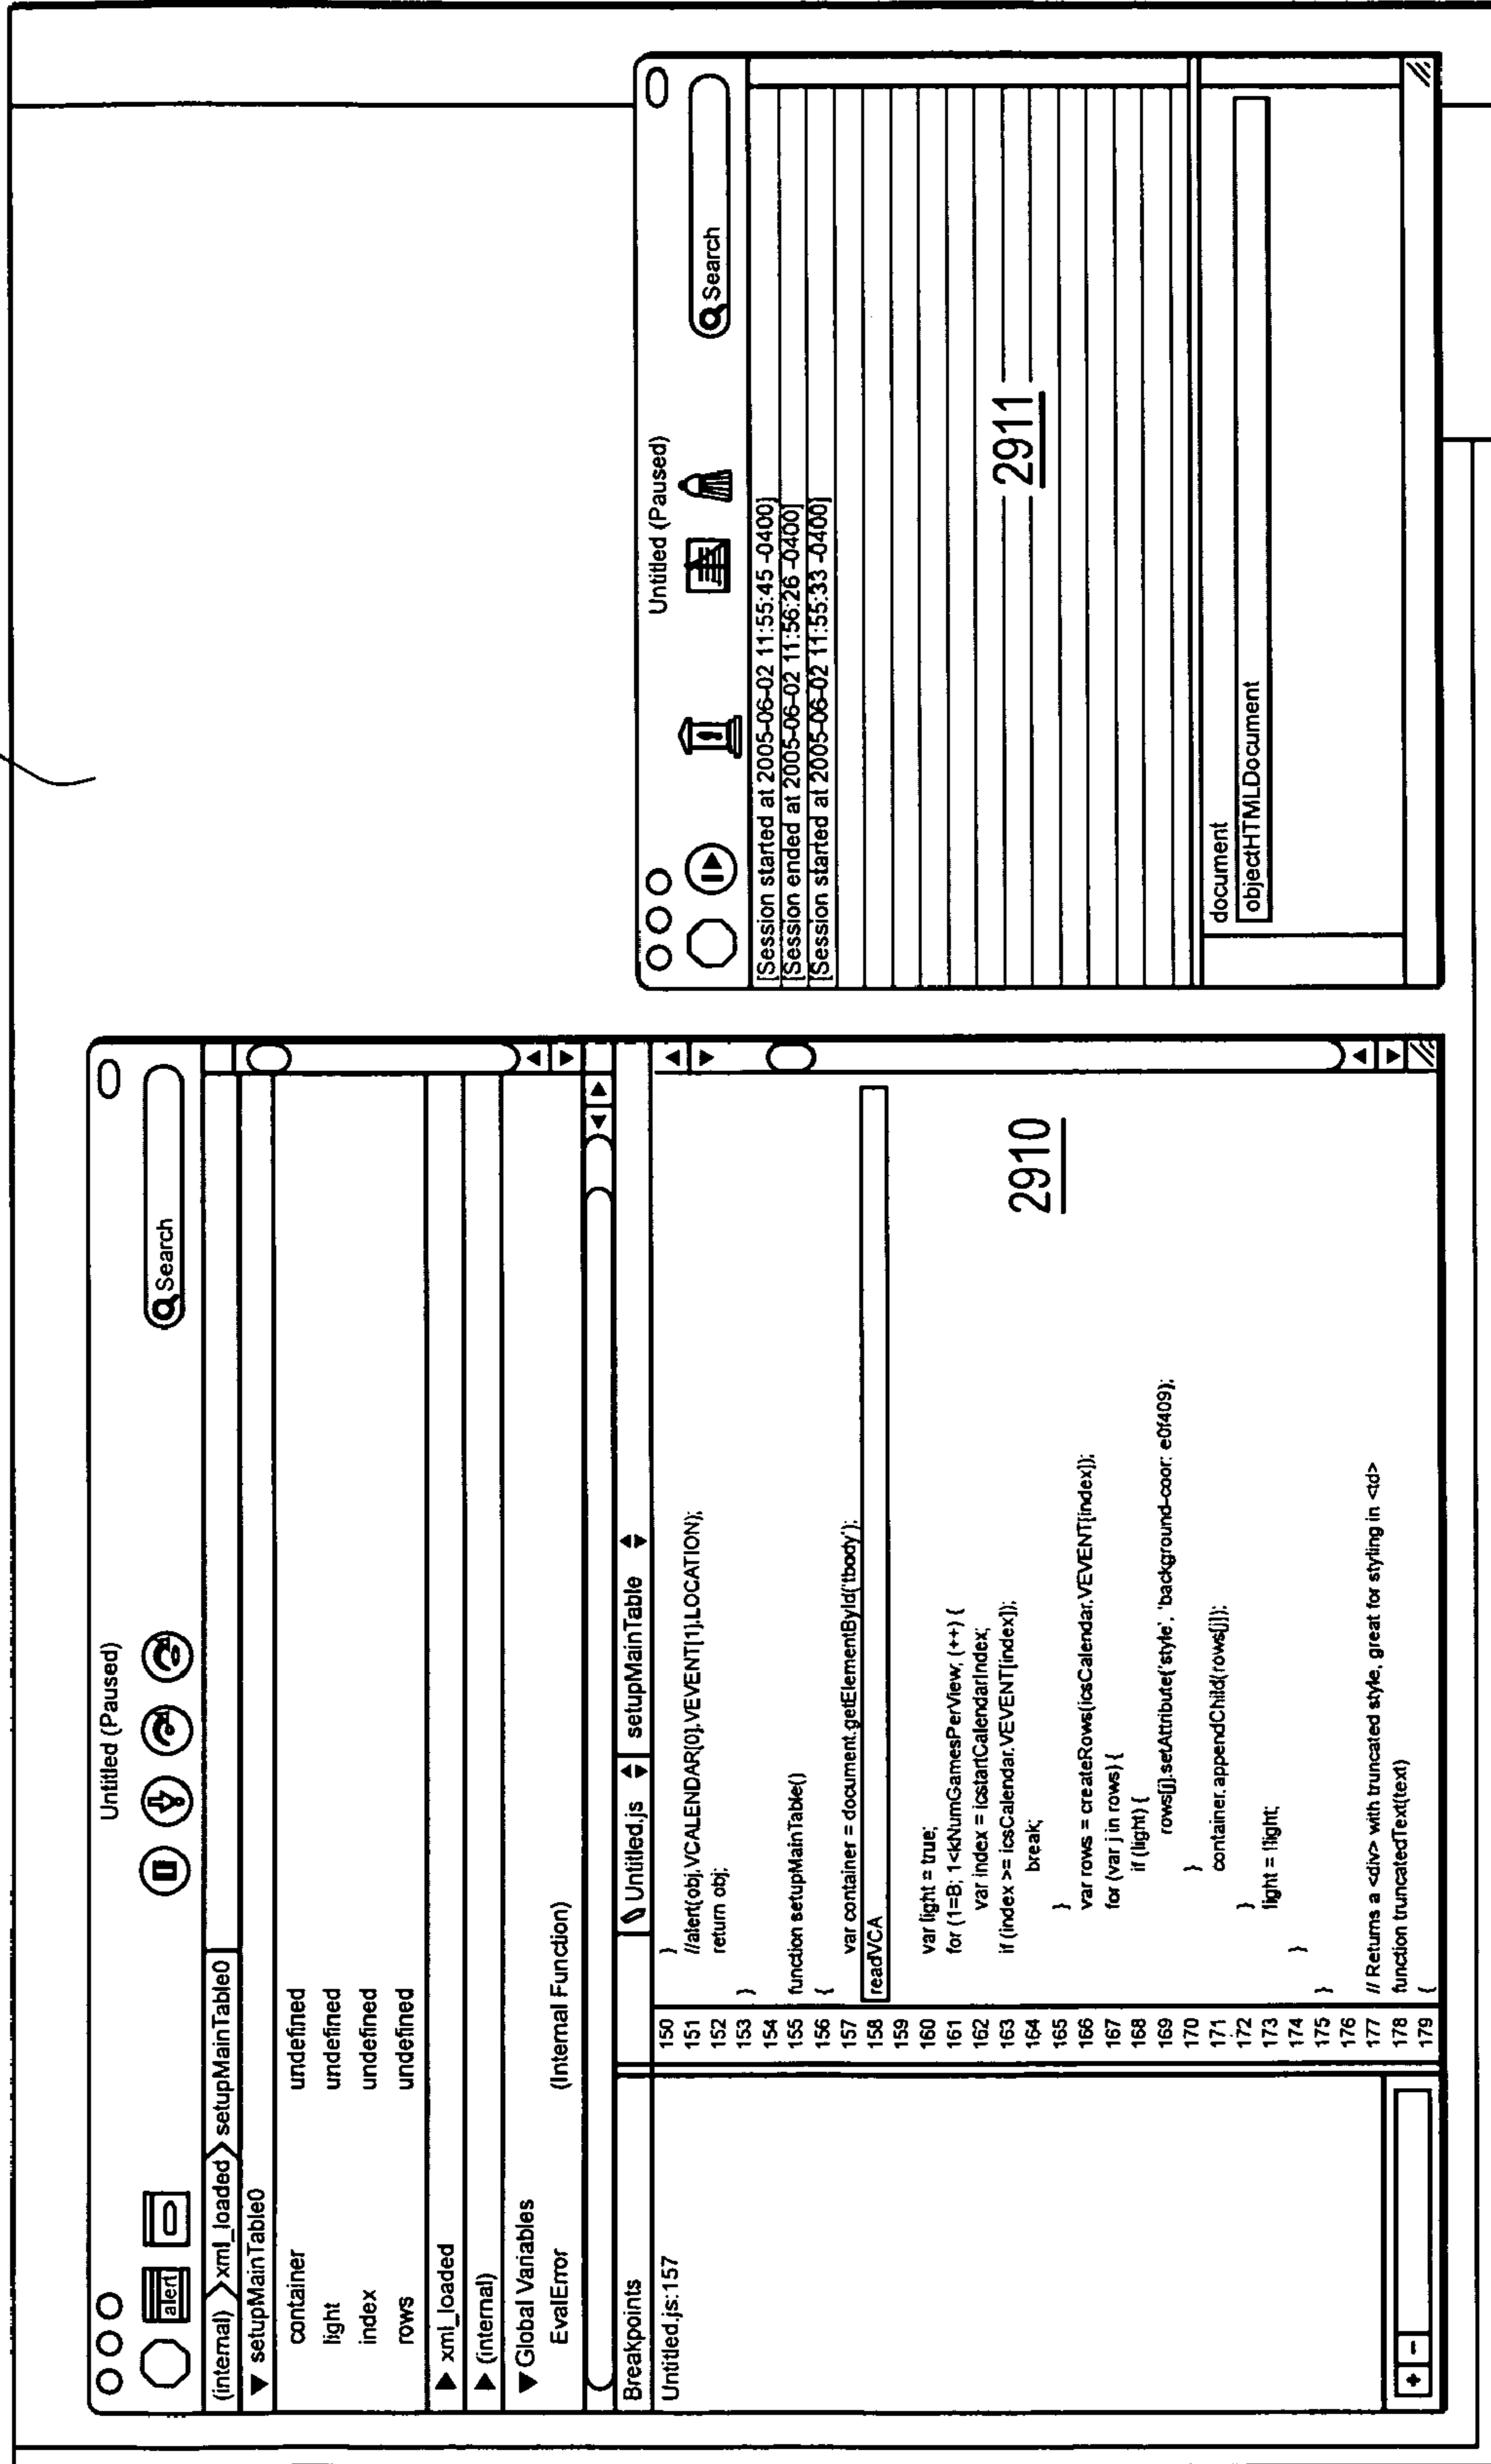 Untitled (Paused)
alert
Search
(internal) xml_loaded setupMainTable0
▼ setupMainTable0
container undefined
light undefined
index undefined
rows undefined
▶ xml_loaded
▶ (internal)
▼ Global Variables
EvalError (Internal Function)
Breakpoints
Untitled.js:157
+ -
Untitled.js setupMainTable
150 }
151 //alert(obj.VCALENDAR[0].VEVENT[1].LOCATION);
152 return obj;
153 }
154
155 function setupMainTable()
156 {
157 var container = document.getElementById('tbody');
158 readVCA
159
160 var light = true;
161 for (1=B; 1<kNumGamesPerView; (++) {
162 var index = icstartCalendarIndex;
163 if (index >= icsCalendar.VEVENT[index]);
164 break;
165 }
166 var rows = createRows(icsCalendar.VEVENT[index]);
167 for (var j in rows) {
168 if (light) {
169 rows[j].setAttribute('style', 'background-coor: e0f409);
170 }
171 container.appendChild(rows[j]);
172 }
173 light = !light;
174 }
175 }
176
177 // Returns a <div> with truncated style, great for styling in <td>
178 function truncatedText(text)
179 {
2910
Untitled (Paused)
Search
[Session started at 2005-06-02 11:55:45 -0400]
[Session ended at 2005-06-02 11:56:26 -0400]
[Session started at 2005-06-02 11:55:33 -0400]
2911
document
objectHTMLDocument